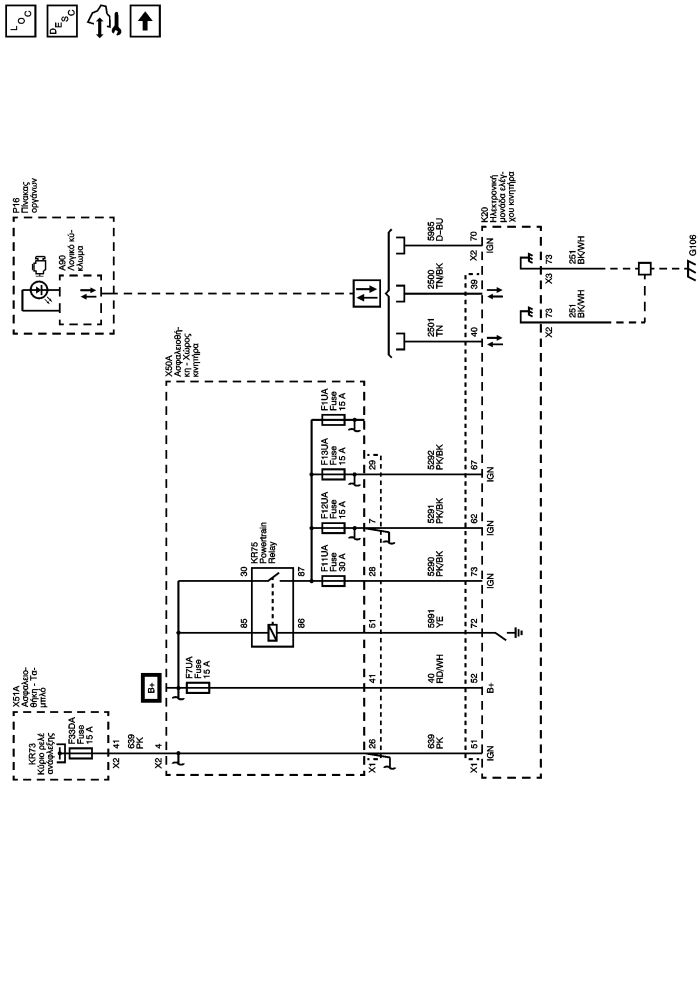 LOC
DESC
P16
Πίνακας
οργάνων
A90
Λογικό κύ-
κλωμα
X50A
Ασφαλειοθή-
κη - Χώρος
κινητήρα
X51A
Ασφαλειο-
θήκη - Τα-
μπλό
KR73
Κύριο ρελέ
ανάφλεξης
F33DA
Fuse
15 A
X2
41
639
PK
X2
4
B+
F7UA
Fuse
15 A
KR75
Powertrain
Relay
30
87
85
86
F1UA
Fuse
15 A
F13UA
Fuse
15 A
F12UA
Fuse
15 A
F11UA
Fuse
30 A
29
7
28
51
41
26
X1
5985
D-BU
2500
TN/BK
2501
TN
5292
PK/BK
5291
PK/BK
5290
PK/BK
5991
YE
40
RD/WH
639
PK
X2
70
39
40
67
62
73
72
52
51
X1
K20
Ηλεκτρονική
μονάδα ελέγ-
χου κινητήρα
IGN
IGN
IGN
IGN
B+
IGN
73
X3
251
BK/WH
73
X2
251
BK/WH
G106